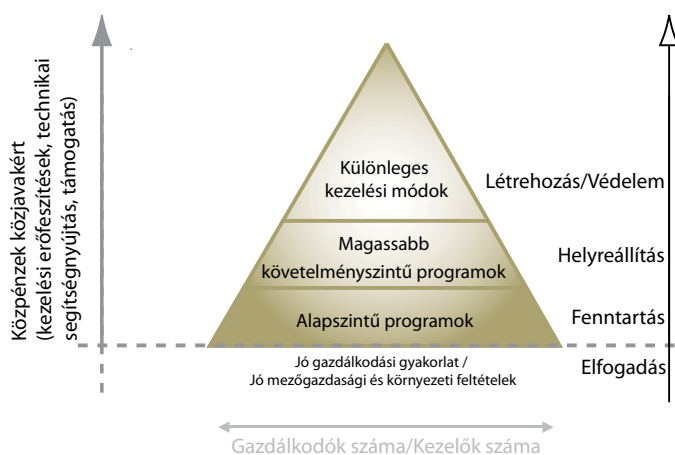 Közpénzek közjavakért
(kezelési erőfeszítések, technikai
segítségnyújtás, támogatás)
Különleges
kezelési módok
Létrehozás/Védelem
Magassabb
követelményszintű programok
Helyreállítás
Alapszintű programok
Fenntartás
Jó gazdálkodási gyakorlat /
Jó mezőgazdasági és környezeti feltételek
Elfogadás
Gazdálkodók száma/Kezelők száma